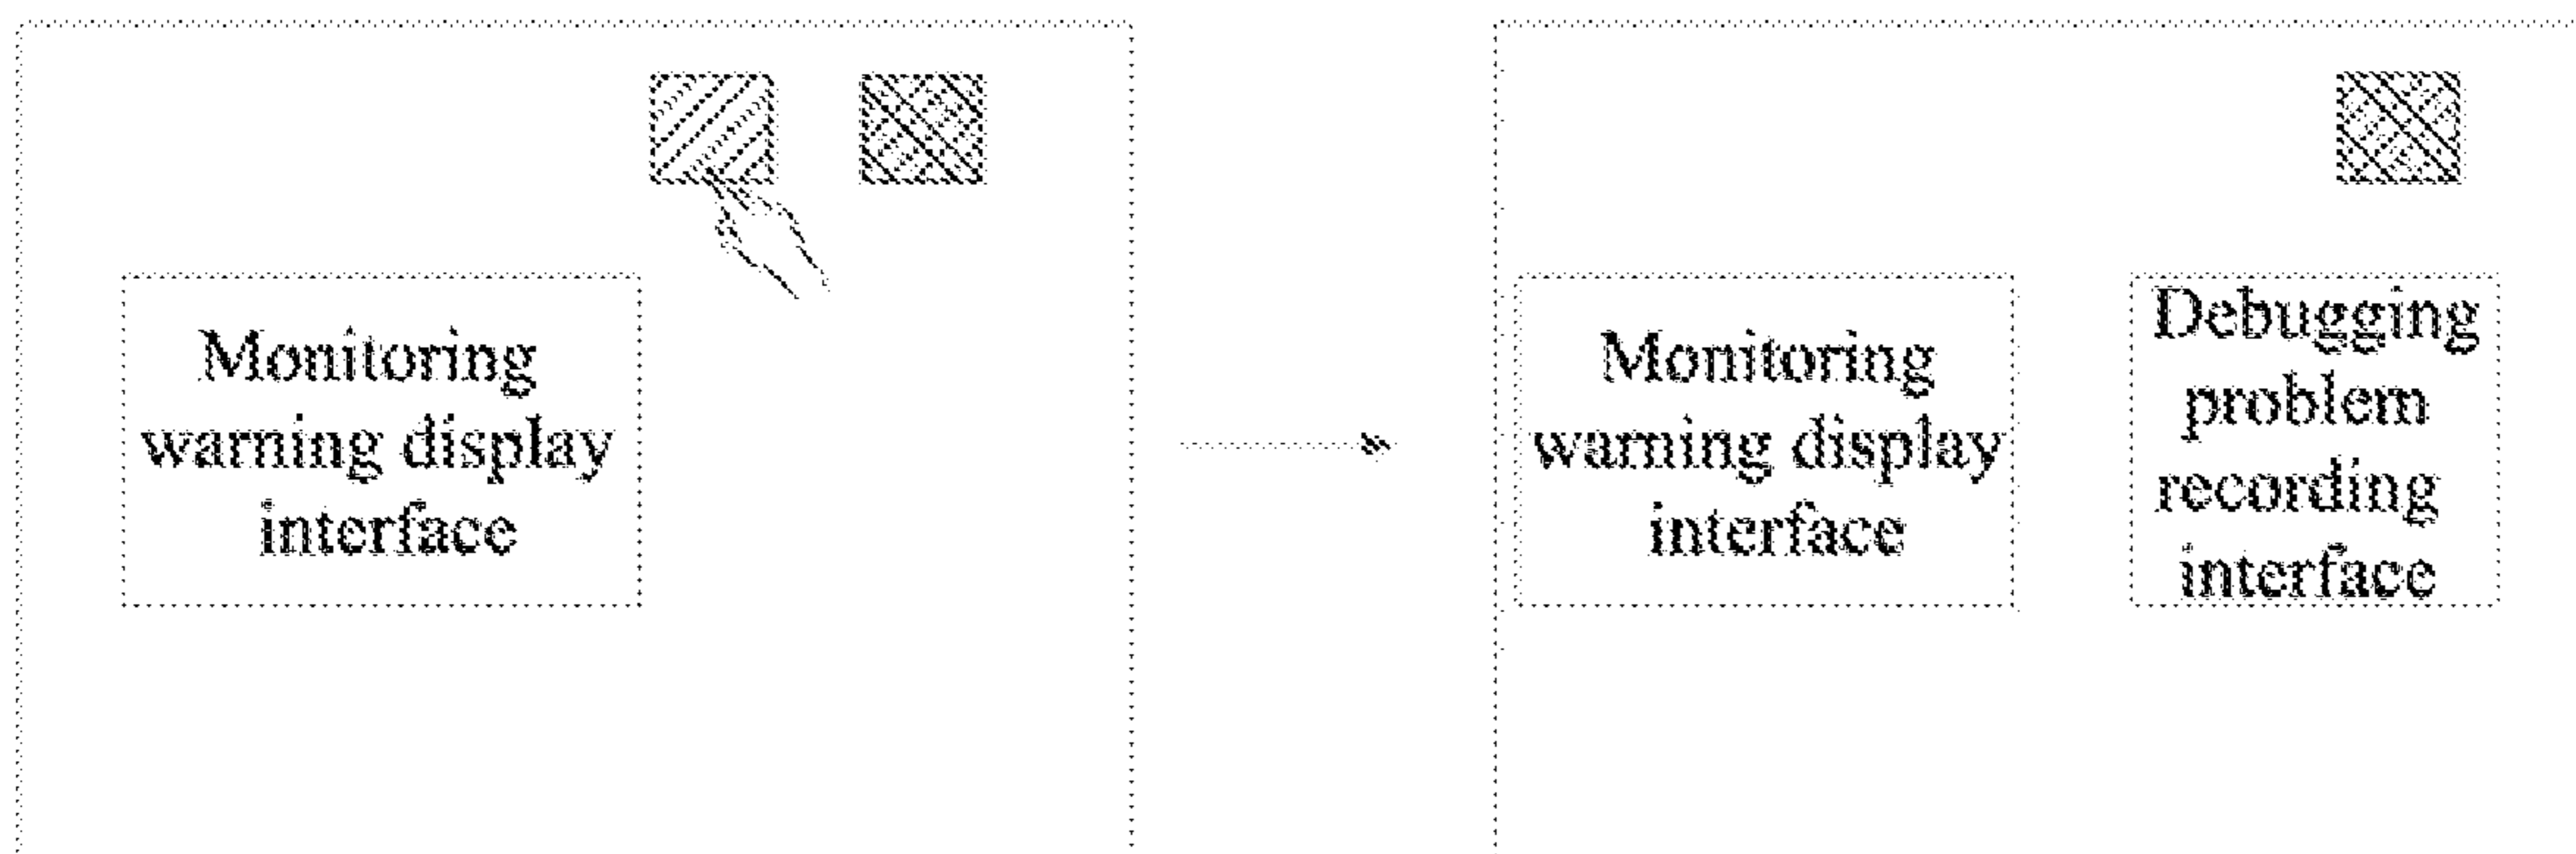 Monitoring
warning display
interface
Monitoring
warning display
interface
Debugging
problem
recording
interface